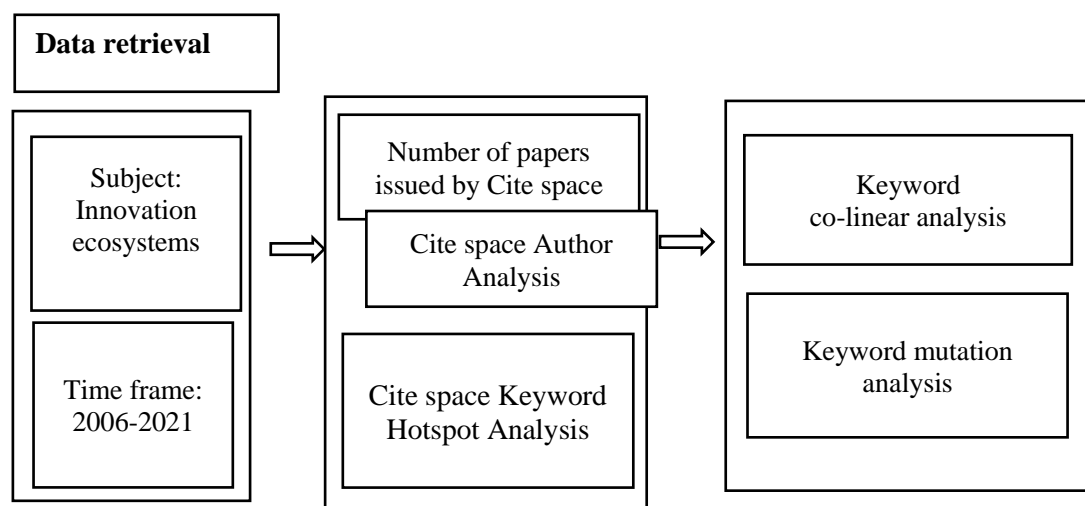 Data retrieval
Subject:
Innovation
ecosystems
Time frame:
2006-2021
Number of papers
issued by Cite space
Cite space Author
Analysis
Cite space Keyword
Hotspot Analysis
Keyword
co-linear analysis
Keyword mutation
analysis